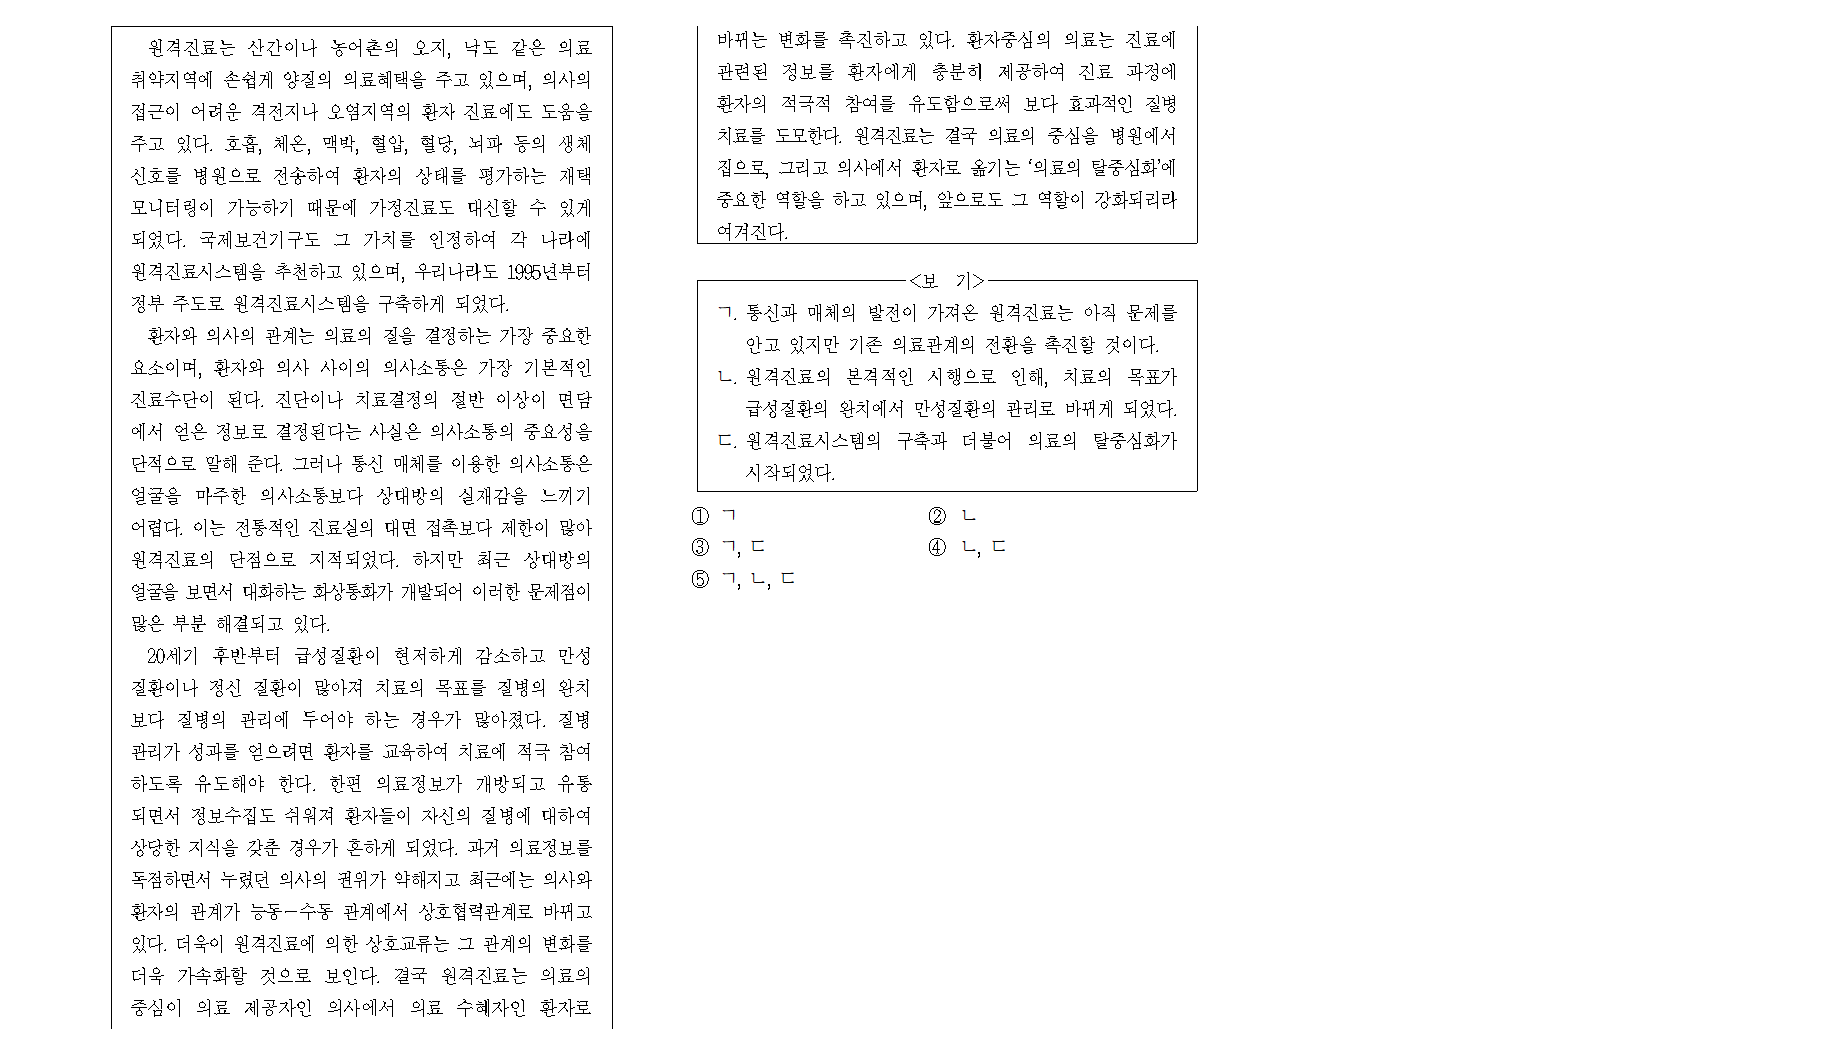 원격진료는 산간이나 농어촌의 오지, 낙도 같은 의료
취약지역에 손쉽게 양질의 의료혜택을 주고 있으며, 의사의
접근이 어려운 격전지나 오염지역의 환자 진료에도 도움을
주고 있다. 호흡, 체온, 맥박, 혈압, 혈당, 뇌파 등의 생체
신호를 병원으로 전송하여 환자의 상태를 평가하는 재택
모니터링이 가능하기 때문에 가정진료도 대신할 수 있게
되었다. 국제보건기구도 그 가치를 인정하여 각 나라에
원격진료시스템을 추천하고 있으며, 우리나라도 1995년부터
정부 주도로 원격진료시스템을 구축하게 되었다.
환자와 의사의 관계는 의료의 질을 결정하는 가장 중요한
요소이며, 환자와 의사 사이의 의사소통은 가장 기본적인
진료수단이 된다. 진단이나 치료결정의 절반 이상이 면담
에서 얻은 정보로 결정된다는 사실은 의사소통의 중요성을
단적으로 말해 준다. 그러나 통신 매체를 이용한 의사소통은
얼굴을 마주한 의사소통보다 상대방의 실재감을 느끼기
어렵다. 이는 전통적인 진료실의 대면 접촉보다 제한이 많아
원격진료의 단점으로 지적되었다. 하지만 최근 상대방의
얼굴을 보면서 대화하는 화상통화가 개발되어 이러한 문제점이
많은 부분 해결되고 있다.
20세기 후반부터 급성질환이 현저하게 감소하고 만성
질환이나 정신 질환이 많아져 치료의 목표를 질병의 완치
보다 질병의 관리에 두어야 하는 경우가 많아졌다. 질병
관리가 성과를 얻으려면 환자를 교육하여 치료에 적극 참여
하도록 유도해야 한다. 한편 의료정보가 개방되고 유통
되면서 정보수집도 쉬워져 환자들이 자신의 질병에 대하여
상당한 지식을 갖춘 경우가 흔하게 되었다. 과거 의료정보를
독점하면서 누렸던 의사의 권위가 약해지고 최근에는 의사와
환자의 관계가 능동－수동 관계에서 상호협력관계로 바뀌고
있다. 더욱이 원격진료에 의한 상호교류는 그 관계의 변화를
더욱 가속화할 것으로 보인다. 결국 원격진료는 의료의
중심이 의료 제공자인 의사에서 의료 수혜자인 환자로
바뀌는 변화를 촉진하고 있다. 환자중심의 의료는 진료에
관련된 정보를 환자에게 충분히 제공하여 진료 과정에
환자의 적극적 참여를 유도함으로써 보다 효과적인 질병
치료를 도모한다. 원격진료는 결국 의료의 중심을 병원에서
집으로, 그리고 의사에서 환자로 옮기는 ‘의료의 탈중심화’에
중요한 역할을 하고 있으며, 앞으로도 그 역할이 강화되리라
여겨진다.
<보 기>
ㄱ. 통신과 매체의 발전이 가져온 원격진료는 아직 문제를
안고 있지만 기존 의료관계의 전환을 촉진할 것이다.
ㄴ. 원격진료의 본격적인 시행으로 인해, 치료의 목표가
급성질환의 완치에서 만성질환의 관리로 바뀌게 되었다.
ㄷ. 원격진료시스템의 구축과 더불어 의료의 탈중심화가
시작되었다.
① ㄱ ② ㄴ
③ ㄱ, ㄷ ④ ㄴ, ㄷ
⑤ ㄱ, ㄴ, ㄷ